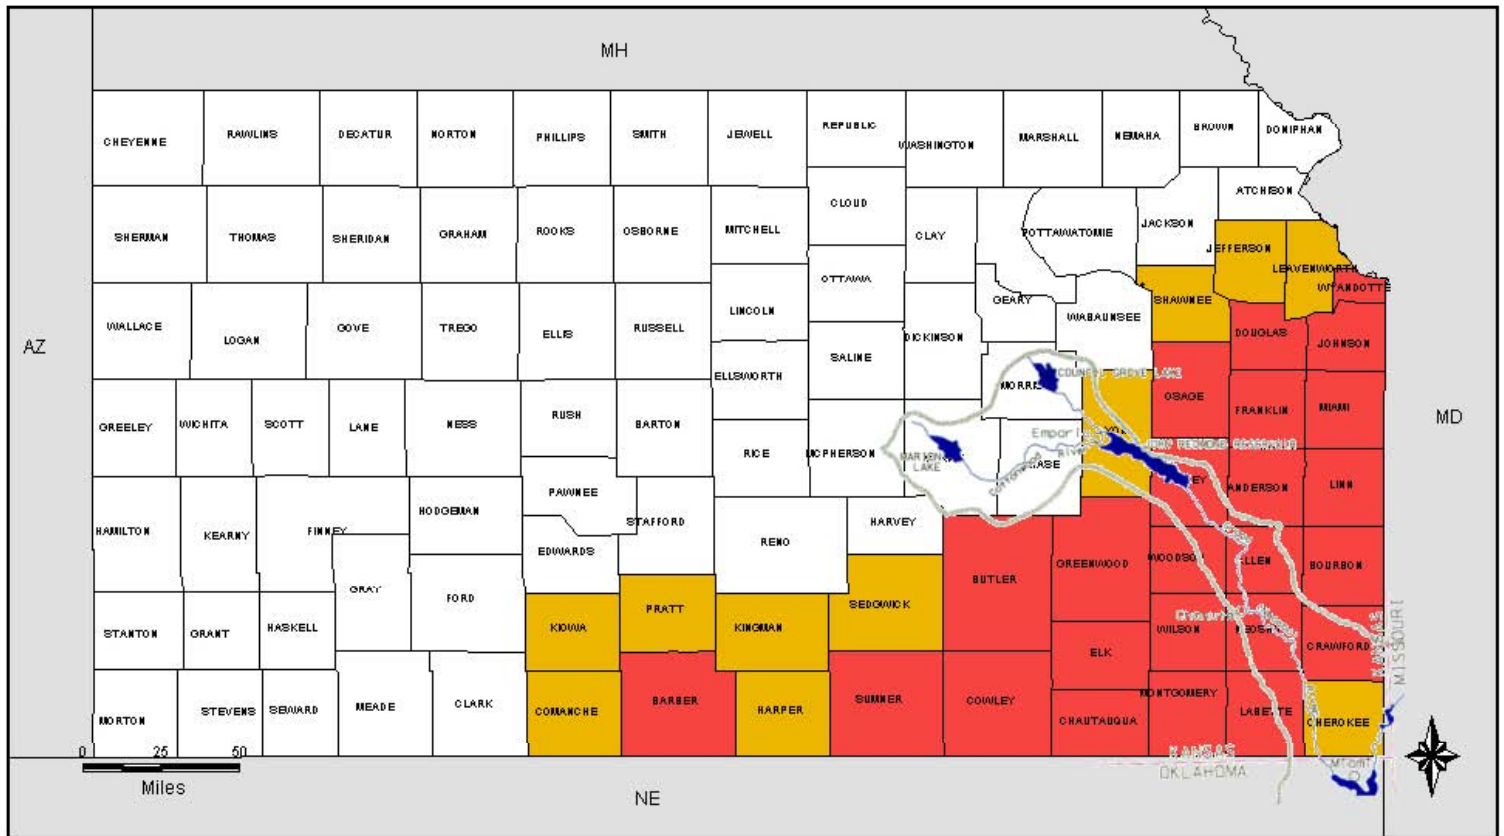 MH
CHEYENNE
RAWLINS
DECATUR
NORTON
PHILLIPS
SMITH
JEWELL
REPUBLIC
WASHINGTON
MARSHALL
NEMAHA
BROWN
DONIPHAN
ATCHISON
SHERMAN
THOMAS
SHERIDAN
GRAHAM
ROOKS
OSBORNE
MITCHELL
CLOUD
CLAY
POTTAWATOMIE
JACKSON
JEFFERSON
LEAVENWORTH
WYANDOTTE
OTTAWA
GEARY
SHAWNEE
WALLACE
LOGAN
GOVE
TREGO
ELLIS
RUSSELL
LINCOLN
DICKINSON
WABAUNSEE
DOUGLAS
JOHNSON
AZ
SALINE
ELLSWORTH
MORRIS
COUNCIL GROVE LAKE
OSAGE
FRANKLIN
MIAMI
MD
GREELEY
WICHITA
SCOTT
LANE
NESS
RUSH
BARTON
RICE
MCPHERSON
MARION
LAKE
Emporia
JOHN REDMOND RESERVOIR
Cottonwood
River
ANDERSON
LINN
PAWNEE
HODGEMAN
STAFFORD
HAMILTON
KEARNY
FINNEY
EDWARDS
RENO
HARVEY
BUTLER
GREENWOOD
WOODSON
BOURBON
GRAY
FORD
KIOWA
PRATT
KINGMAN
SEDGWICK
STANTON
GRANT
HASKELL
ELK
WILSON
CRAWFORD
KANSAS
MISSOURI
MORTON
STEVENS
SEWARD
MEADE
CLARK
COMANCHE
BARBER
HARPER
SUMNER
COWLEY
CHAUTAUQUA
MONTGOMERY
LABETTE
CHEROKEE
KANSAS
OKLAHOMA
Miami
0 25 50
Miles
NE